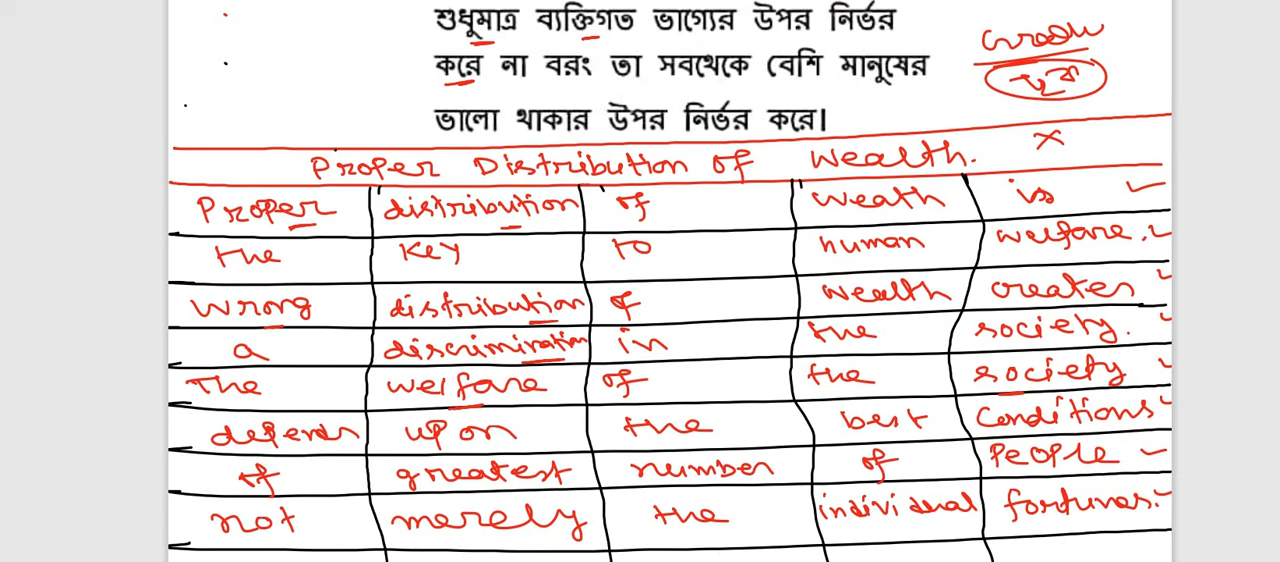 শুধুমাত্র ব্যক্তিগত ভাগ্যের উপর নির্ভর
করে না বরং তা সবথেকে বেশি মানুষের
ভালো থাকার উপর নির্ভর করে।
Proper Distribution of Wealth.
Proper distribution of weath is
the key to human welfare.
wrong distribution of wealth creates
a discrimination in the society.
The welfare of the society
depends upon the best conditions
of greatest number of people
not merely the individual fortunes.